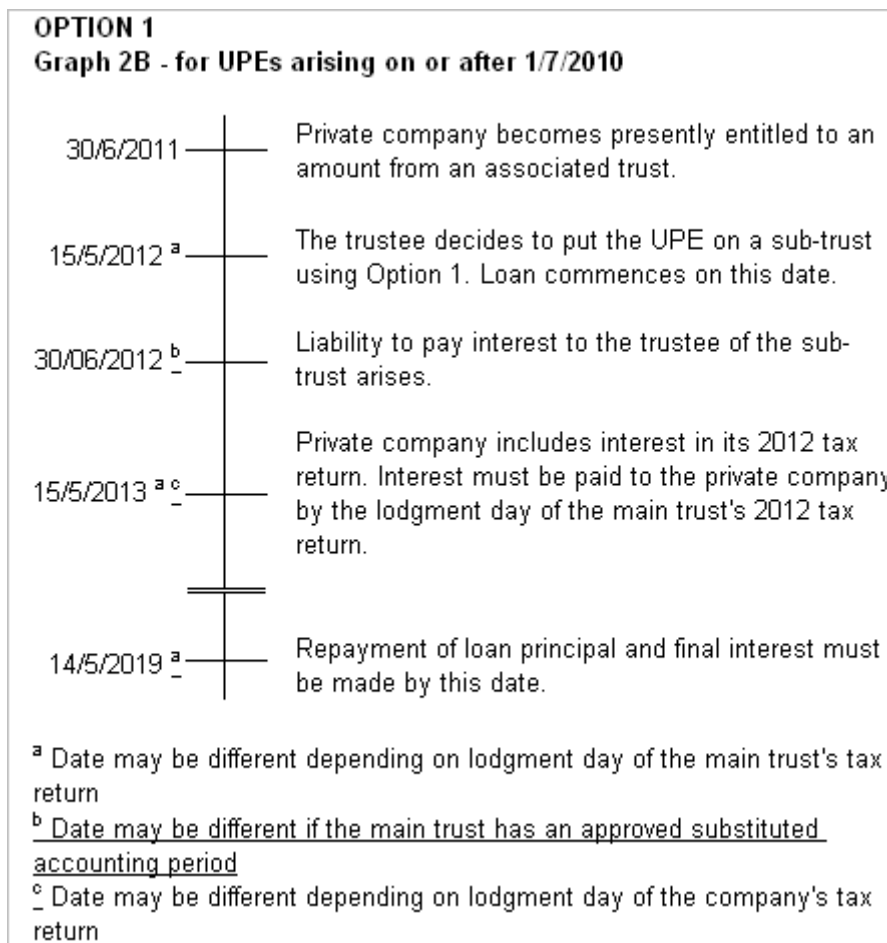 OPTION 1
Graph 2B - for UPEs arising on or after 1/7/2010
30/6/2011
Private company becomes presently entitled to an
amount from an associated trust.
15/5/2012 a
The trustee decides to put the UPE on a sub-trust
using Option 1. Loan commences on this date.
30/06/2012 b
Liability to pay interest to the trustee of the sub-
trust arises.
15/5/2013 a c
Private company includes interest in its 2012 tax
return. Interest must be paid to the private company
by the lodgment day of the main trust's 2012 tax
return.
14/5/2019 a
Repayment of loan principal and final interest must
be made by this date.
a Date may be different depending on lodgment day of the main trust's tax
return
b Date may be different if the main trust has an approved substituted
accounting period
c Date may be different depending on lodgment day of the company's tax
return